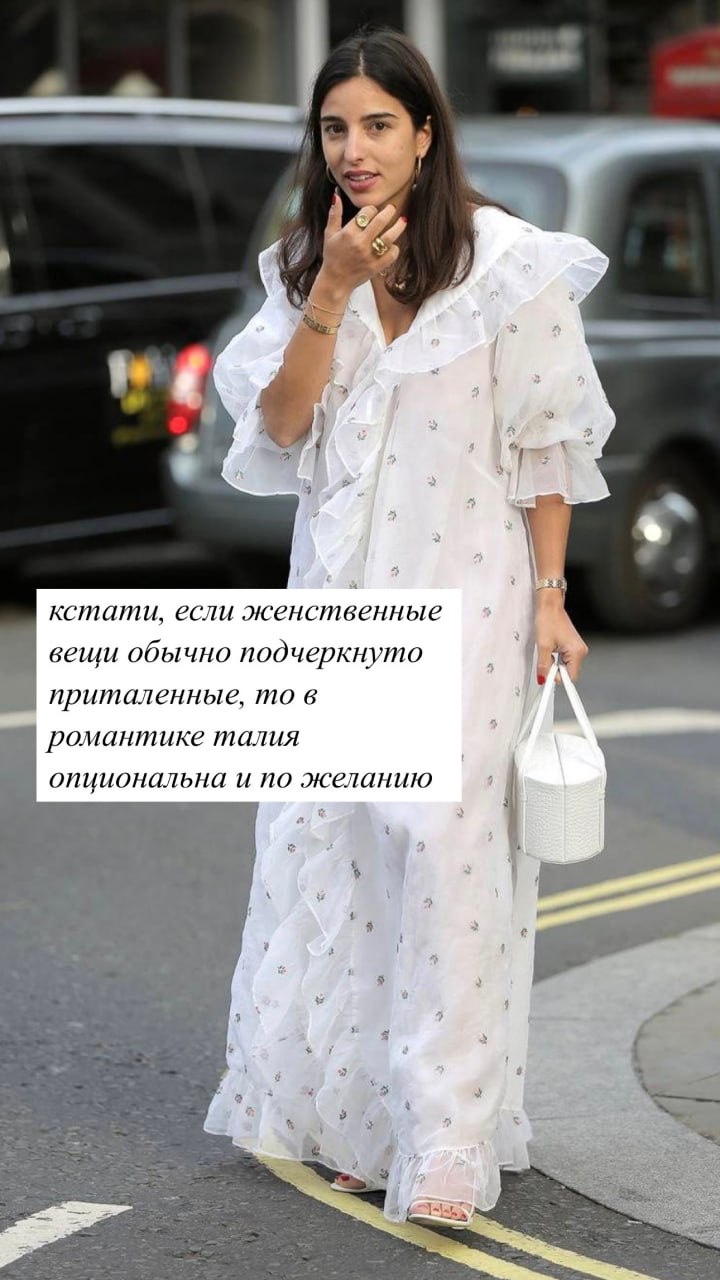 кстати, если женственные
вещи обычно подчеркнуто
приталенные, то в
романтике талия
опциональна и по желанию